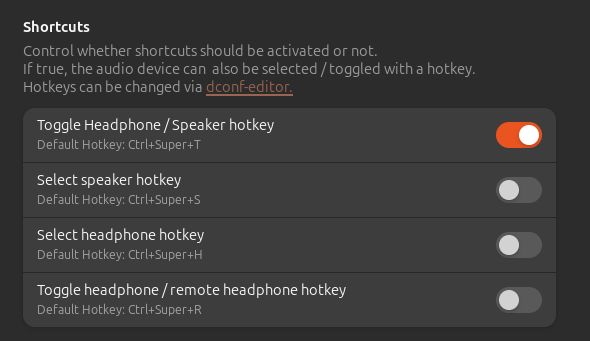 Shortcuts
Control whether shortcuts should be activated or not.
If true, the audio device can  also be selected / toggled with a hotkey.
Hotkeys can be changed via dconf-editor.
Toggle Headphone / Speaker hotkey
Default Hotkey: Ctrl+Super+T
Select speaker hotkey
Default Hotkey: Ctrl+Super+S
Select headphone hotkey
Default Hotkey: Ctrl+Super+H
Toggle headphone / remote headphone hotkey
Default Hotkey: Ctrl+Super+R